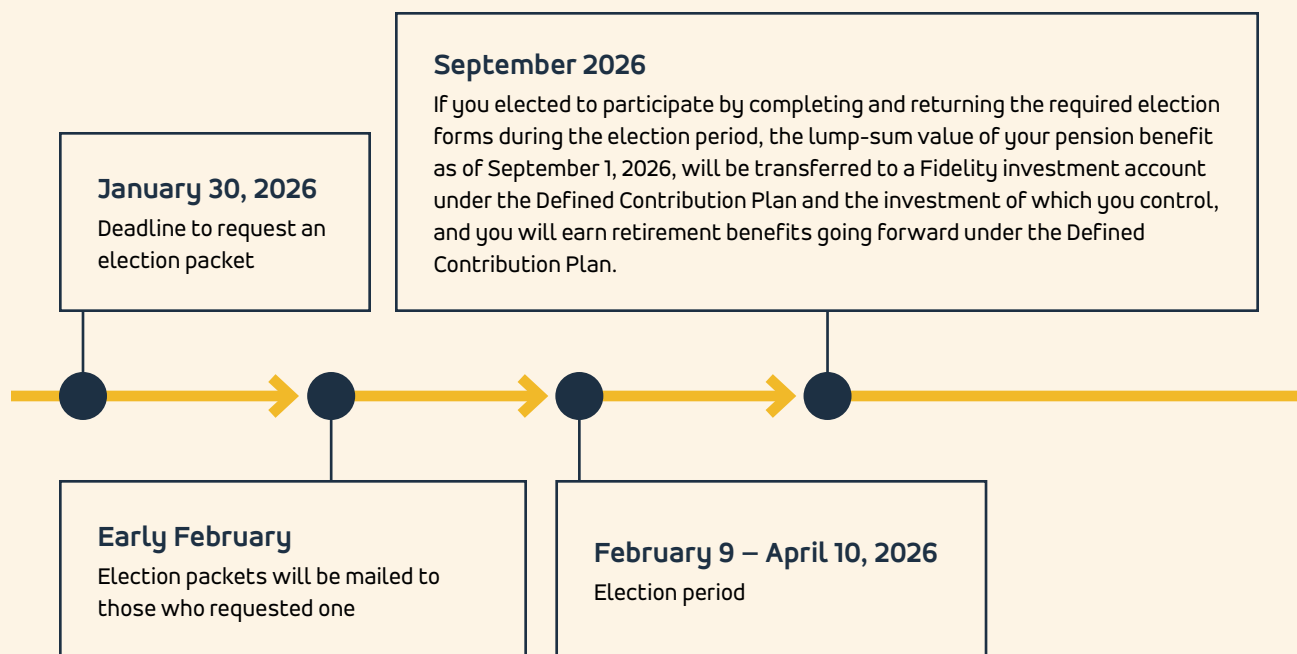 January 30, 2026
Deadline to request an
election packet
Early February
Election packets will be mailed to
those who requested one
February 9 – April 10, 2026
Election period
September 2026
If you elected to participate by completing and returning the required election
forms during the election period, the lump-sum value of your pension benefit
as of September 1, 2026, will be transferred to a Fidelity investment account
under the Defined Contribution Plan and the investment of which you control,
and you will earn retirement benefits going forward under the Defined
Contribution Plan.